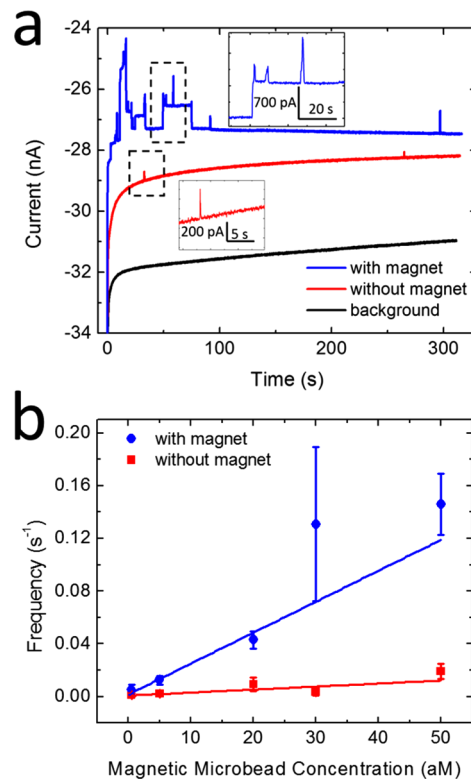 a
-24
-26
-28
-30
-32
-34
Current (nA)
700 pA
20 s
200 pA
5 s
with magnet
without magnet
background
0
100
200
300
Time (s)
b
with magnet
without magnet
0.20
0.16
0.12
0.08
0.04
0.00
Frequency (s⁻¹)
0
10
20
30
40
50
Magnetic Microbead Concentration (aM)